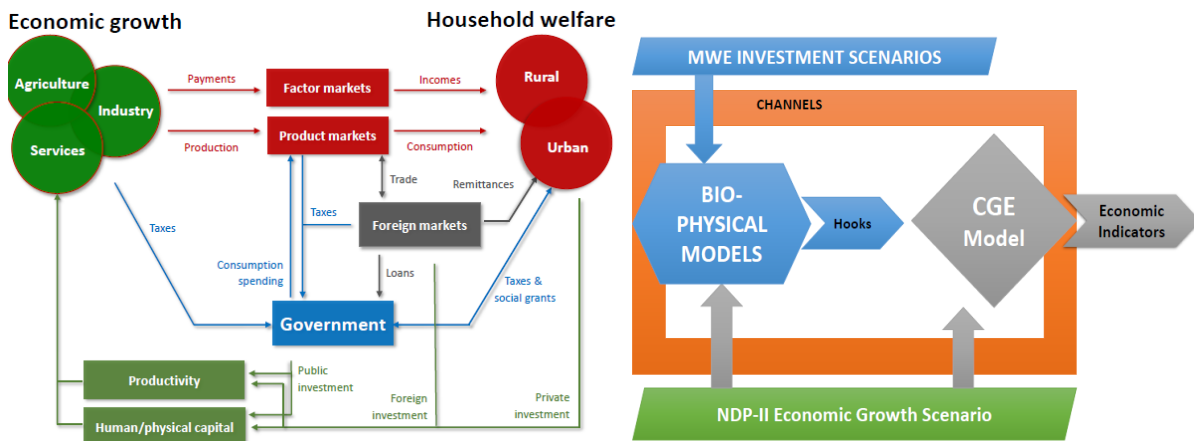 Economic growth
Household welfare
Agriculture
Industry
Services
Payments
Factor markets
Incomes
Production
Product markets
Consumption
Rural
Urban
Trade
Remittances
Taxes
Taxes
Foreign markets
Consumption
spending
Loans
Taxes &
social grants
Government
Productivity
Human/physical capital
Public
investment
Foreign
investment
Private
investment
MWE INVESTMENT SCENARIOS
CHANNELS
BIO-
PHYSICAL
MODELS
Hooks
CGE
Model
Economic
Indicators
NDP-II Economic Growth Scenario